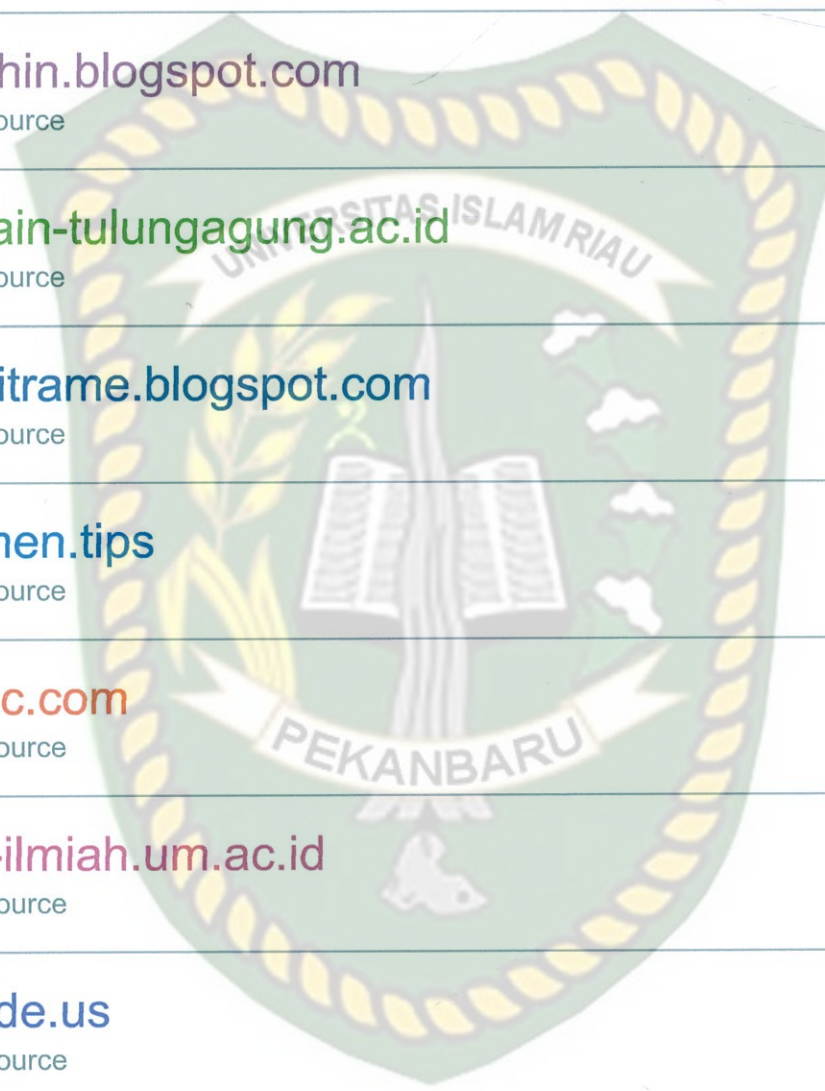 hin.blogspot.com
ource
UNIVERSITAS ISLAM RIAU
ain-tulungagung.ac.id
ource
itrame.blogspot.com
ource
nen.tips
ource
c.com
ource
PEKANBARU
-ilmiah.um.ac.id
ource
de.us
ource